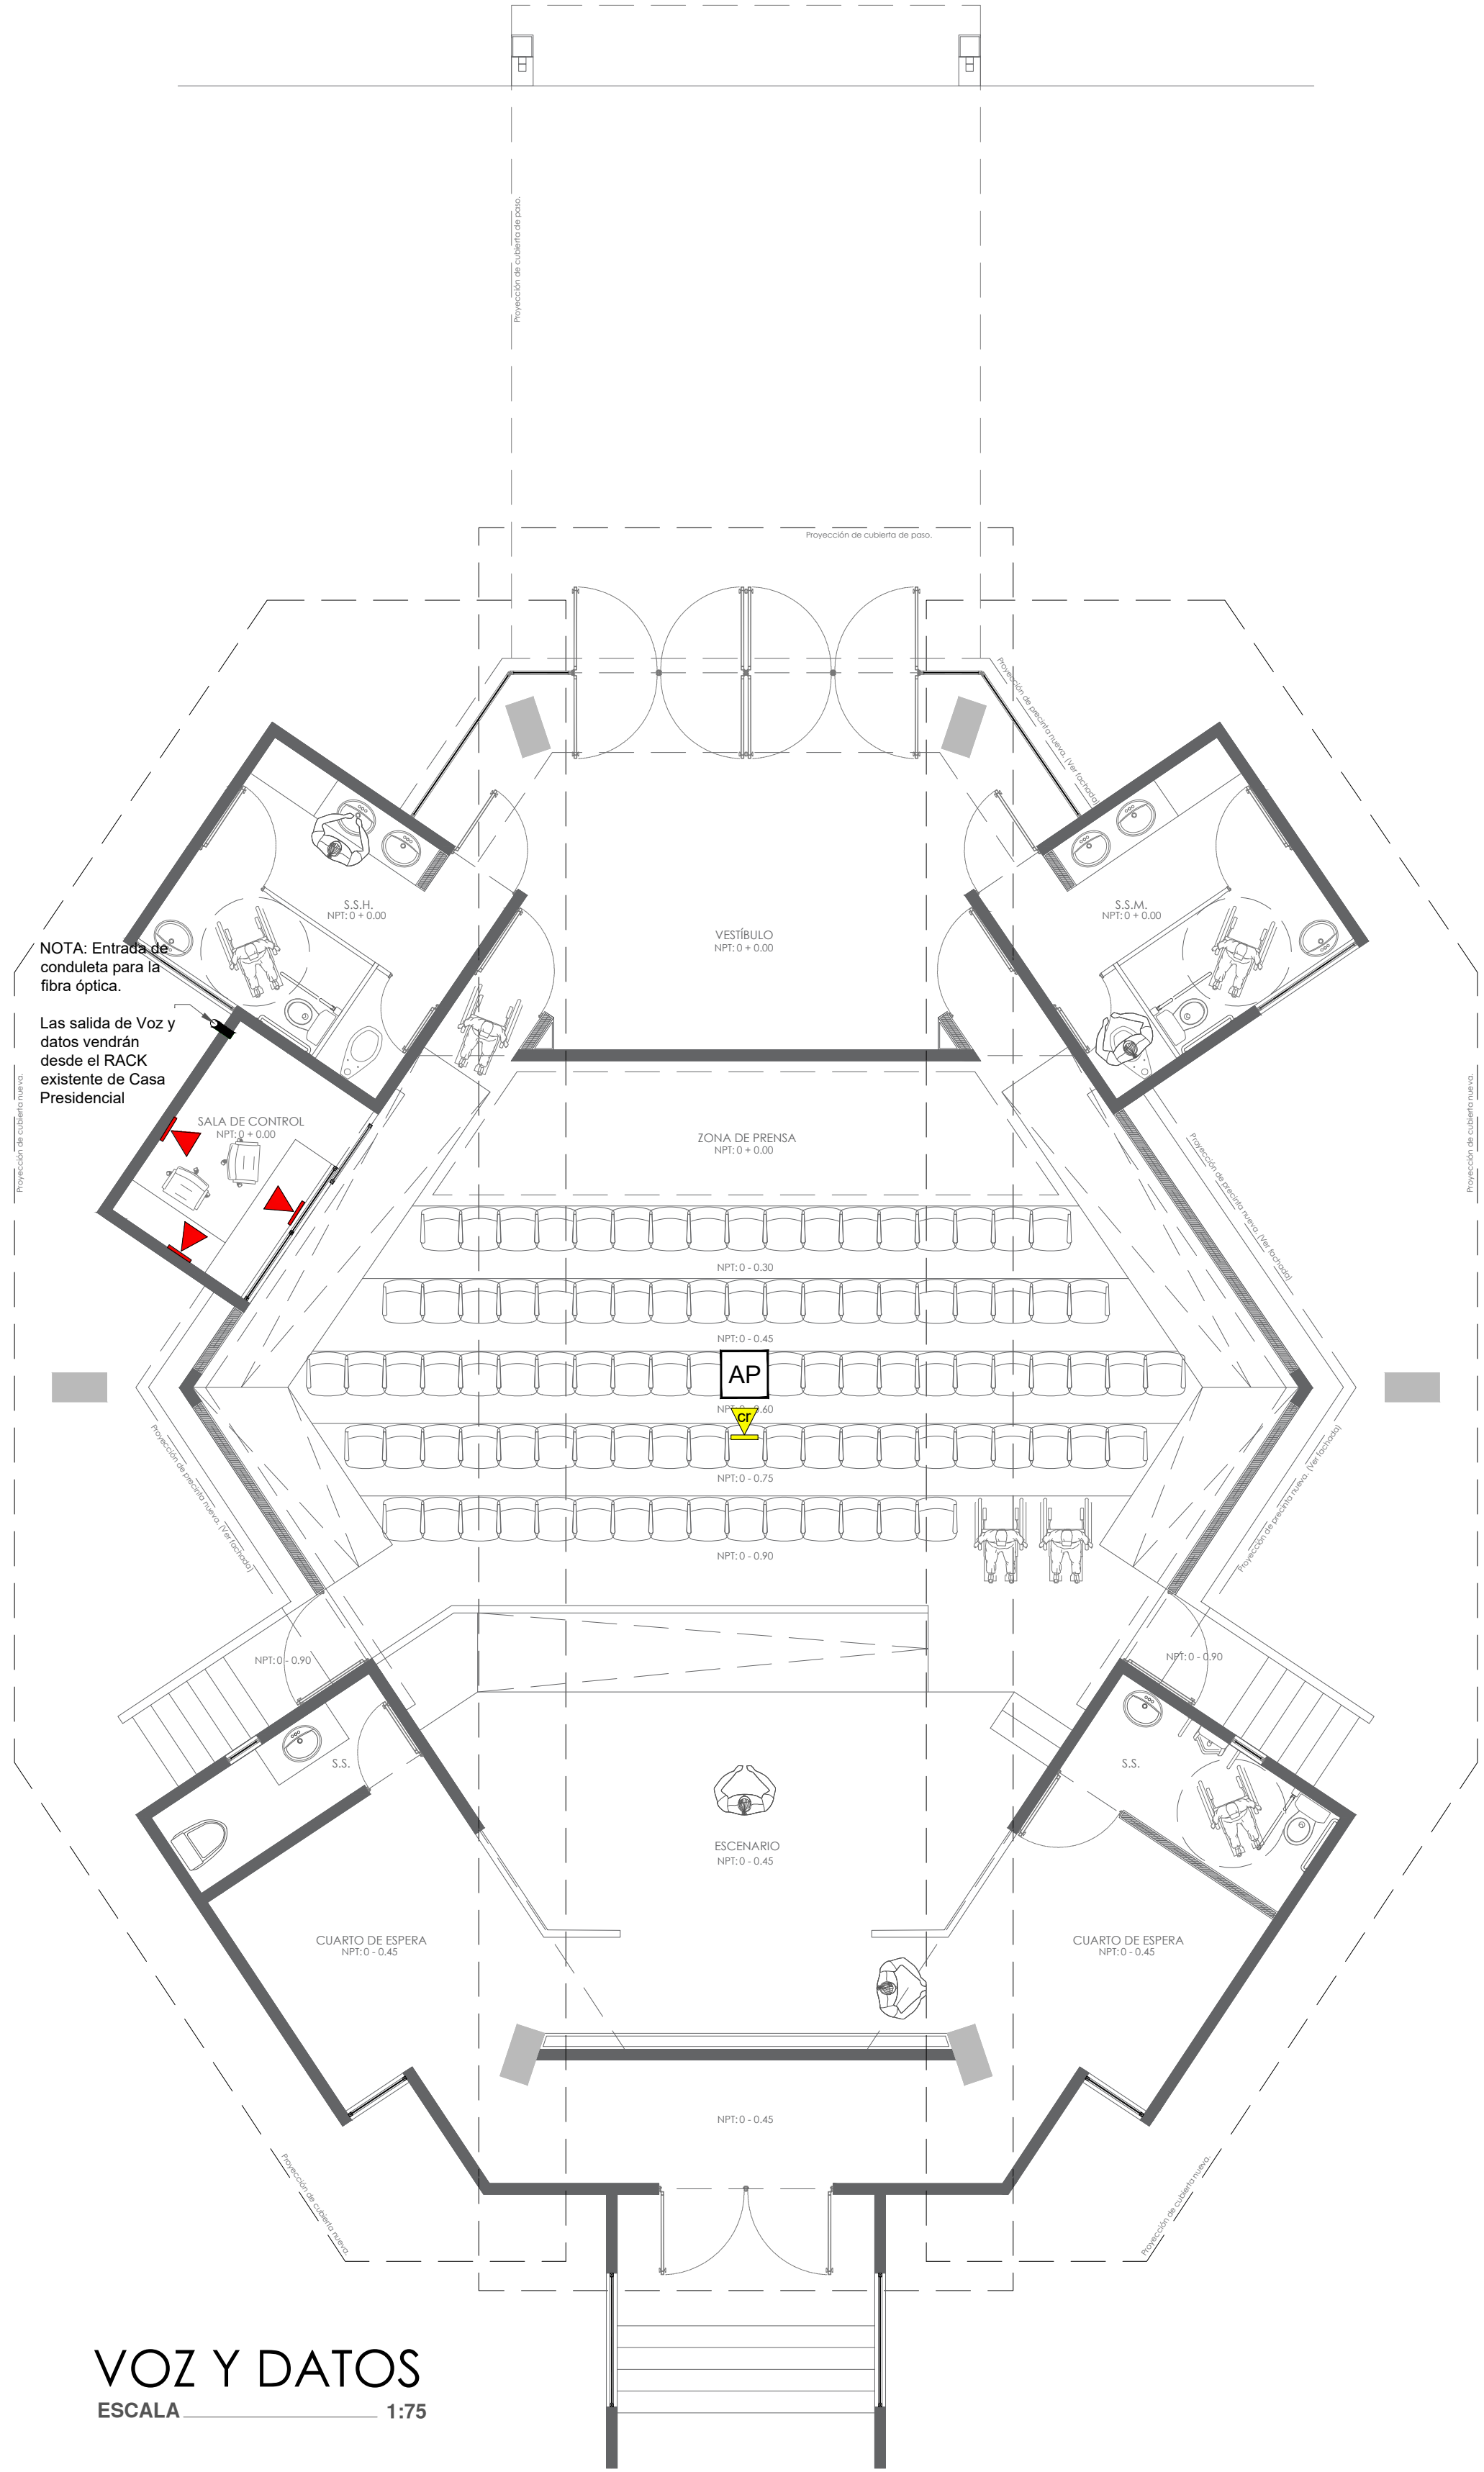 Proyección de cubierta de paso.
Proyección de cubierta de paso.
Proyección de precinta nueva. (Ver fachada)
S.S.H.
NPT: 0 + 0.00
S.S.M.
NPT: 0 + 0.00
VESTÍBULO
NPT: 0 + 0.00
NOTA: Entrada de
conduleta para la
fibra óptica.
Las salida de Voz y
datos vendrán
desde el RACK
existente de Casa
Presidencial
Proyección de cubierta nueva.
Proyección de cubierta nueva.
SALA DE CONTROL
NPT: 0 + 0.00
ZONA DE PRENSA
NPT: 0 + 0.00
Proyección de precinta nueva. (Ver fachada)
NPT: 0 - 0.30
NPT: 0 - 0.45
AP
NPT: 0 - 0.60
cr
NPT: 0 - 0.75
Proyección de precinta nueva. (Ver fachada)
Proyección de precinta nueva. (Ver fachada)
NPT: 0 - 0.90
NPT: 0 - 0.90
NPT: 0 - 0.90
S.S.
S.S.
ESCENARIO
NPT: 0 - 0.45
CUARTO DE ESPERA
NPT: 0 - 0.45
CUARTO DE ESPERA
NPT: 0 - 0.45
NPT: 0 - 0.45
Proyección de cubierta nueva.
Proyección de cubierta nueva.
VOZ Y DATOS
ESCALA 1:75